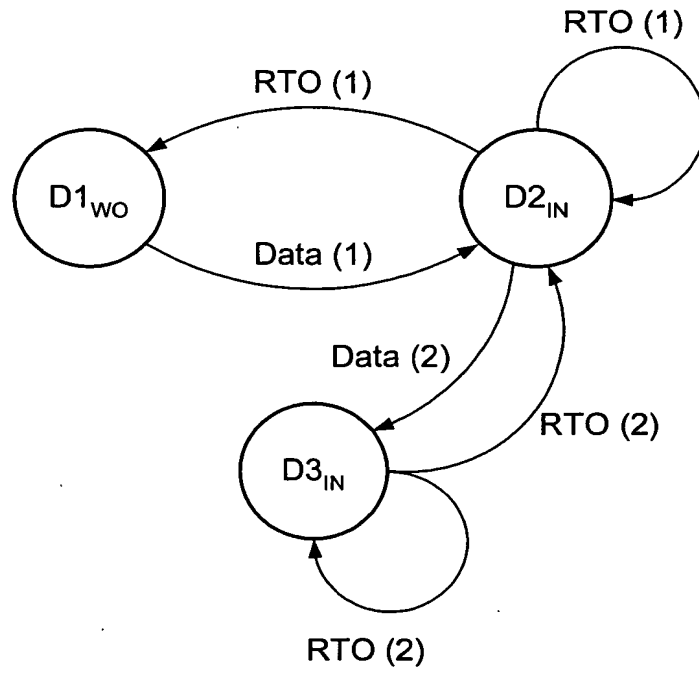 RTO (1)
RTO (1)
D1WO
D2IN
Data (1)
Data (2)
RTO (2)
D3IN
RTO (2)